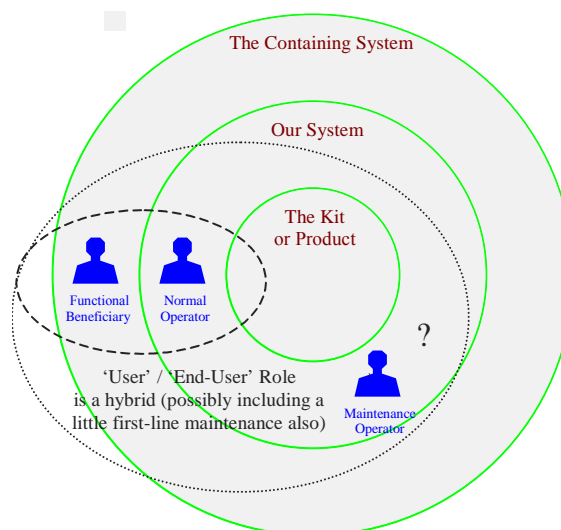 The Containing System
Our System
The Kit
or Product
Functional
Beneficiary
Normal
Operator
?
‘User’ / ‘End-User’ Role
is a hybrid (possibly including a
little first-line maintenance also)
Maintenance
Operator